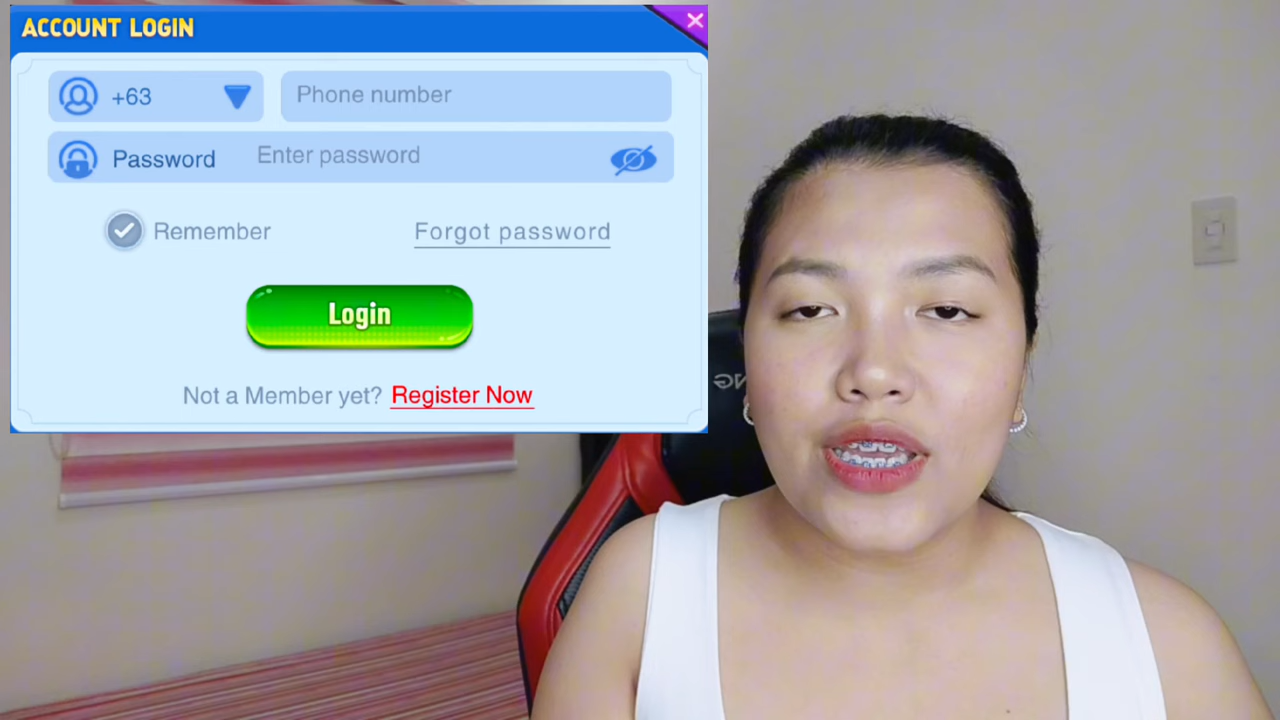 ACCOUNT LOGIN
+63
Phone number
Password
Enter password
Remember
Forgot password
Login
Not a Member yet? Register Now